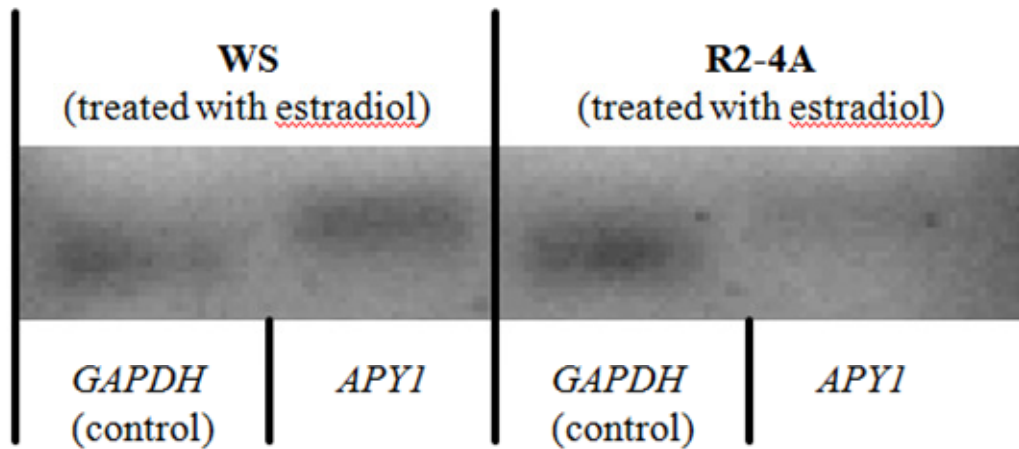 WS
(treated with estradiol)
R2-4A
(treated with estradiol)
GAPDH
(control)
APY1
GAPDH
(control)
APY1